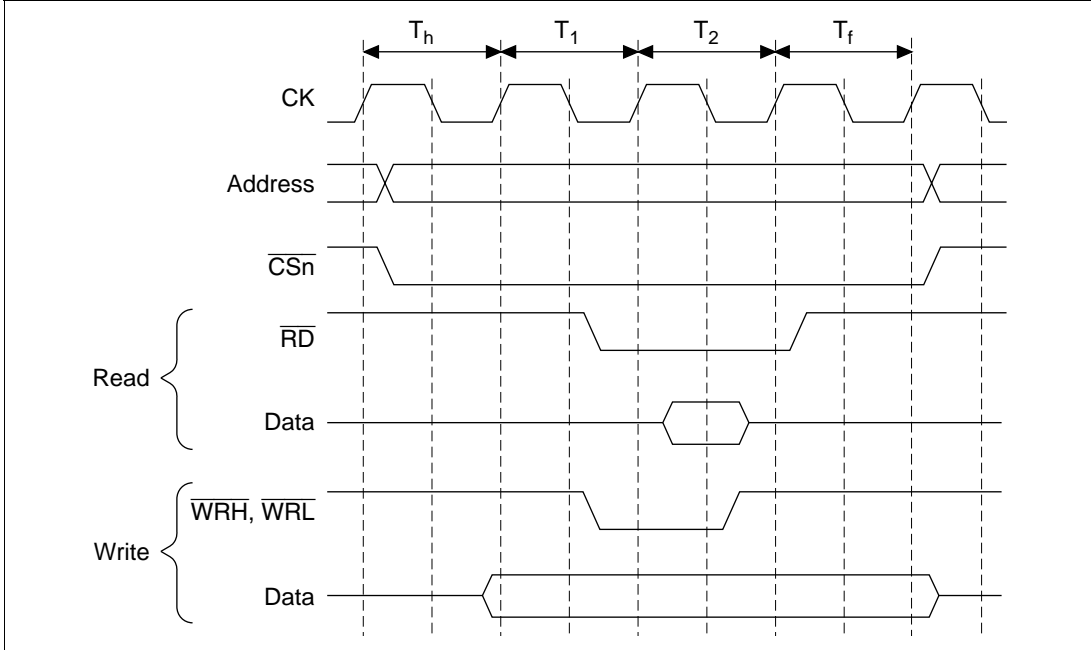 Th T1 T2 Tf
CK
Address
CSn
RD
Read
Data
WRH, WRL
Write
Data